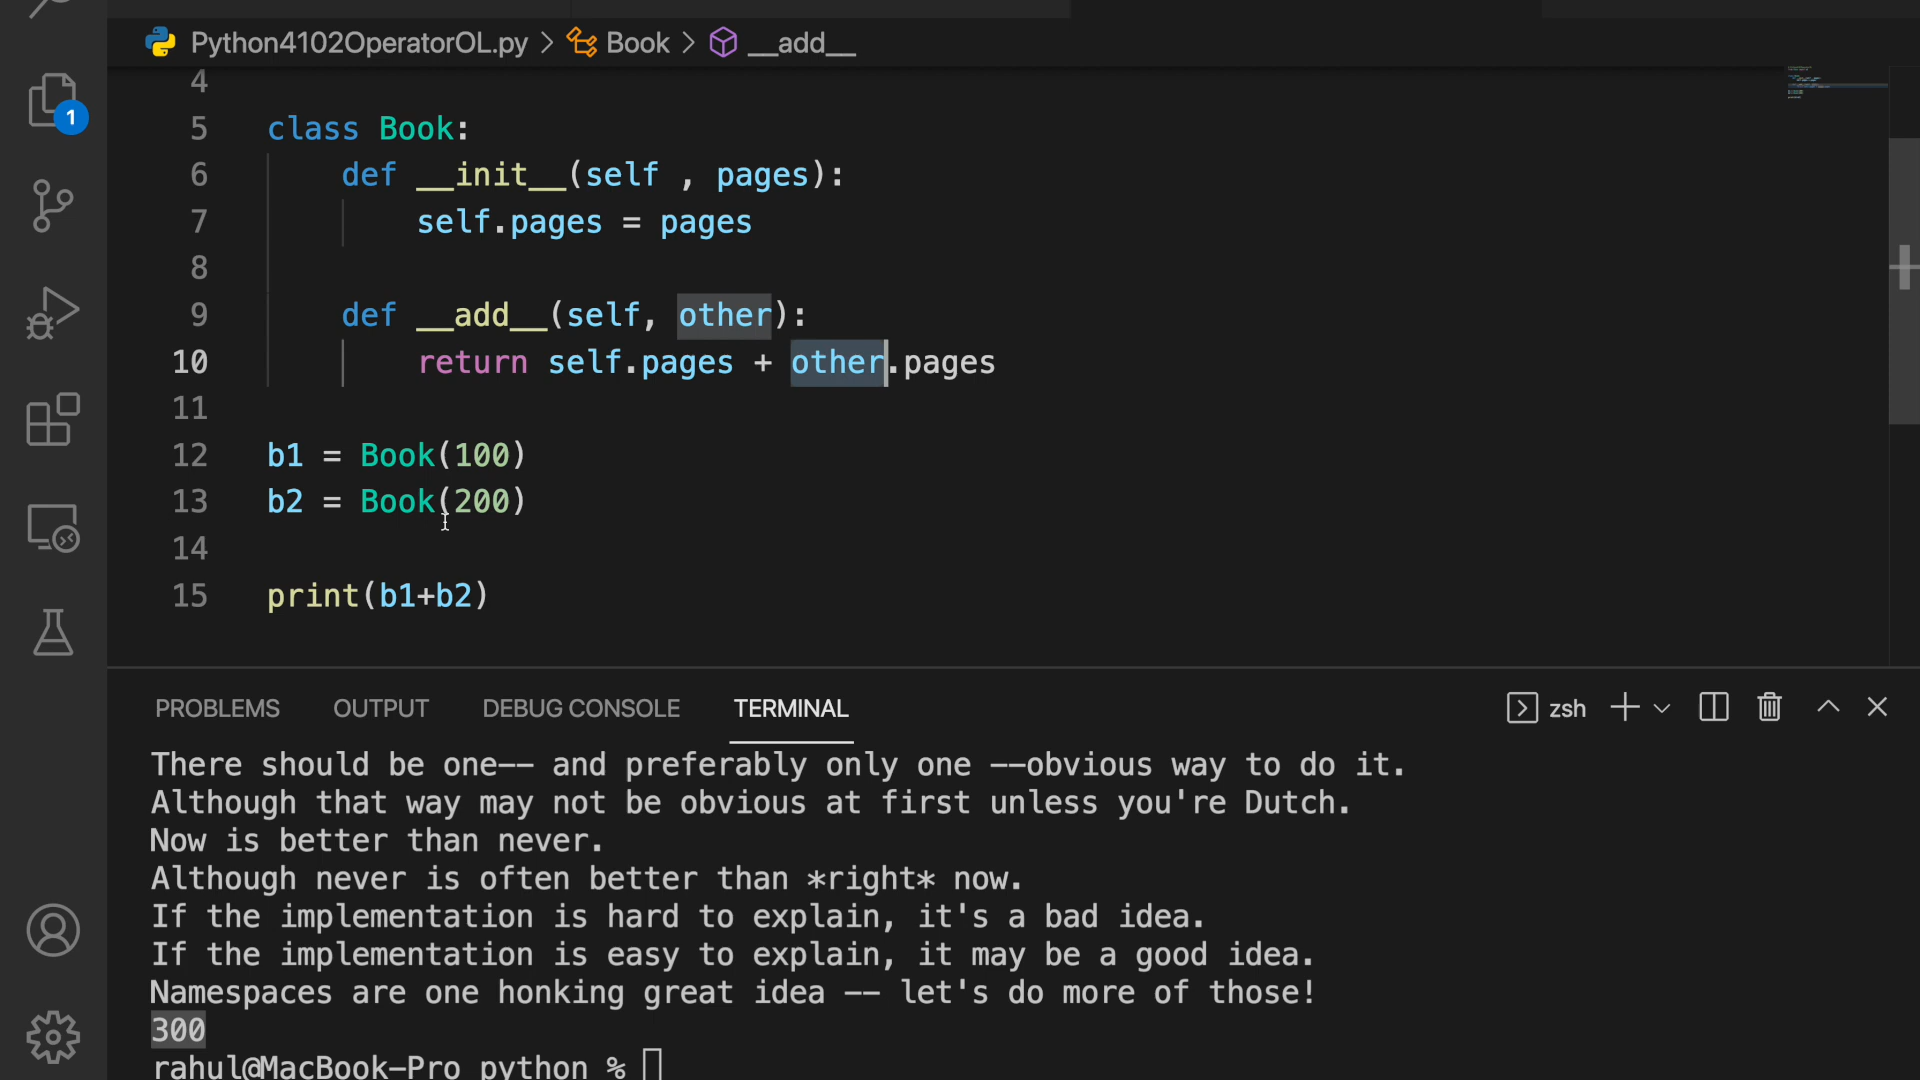 Python4102OperatorOL.py > Book > __add__
1
4
5 class Book:
6 def __init__(self , pages):
7 self.pages = pages
8
9 def __add__(self, other):
10 return self.pages + other.pages
11
12 b1 = Book(100)
13 b2 = Book(200)
14
15 print(b1+b2)
PROBLEMS OUTPUT DEBUG CONSOLE TERMINAL zsh
There should be one-- and preferably only one --obvious way to do it.
Although that way may not be obvious at first unless you're Dutch.
Now is better than never.
Although never is often better than *right* now.
If the implementation is hard to explain, it's a bad idea.
If the implementation is easy to explain, it may be a good idea.
Namespaces are one honking great idea -- let's do more of those!
300
rahul@MacBook-Pro python %